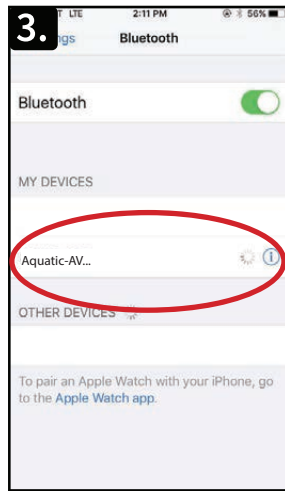 3.
T LTE 2:11 PM 56%
ngs Bluetooth
Bluetooth
MY DEVICES
Aquatic-AV...
OTHER DEVICES
To pair an Apple Watch with your iPhone, go
to the Apple Watch app.